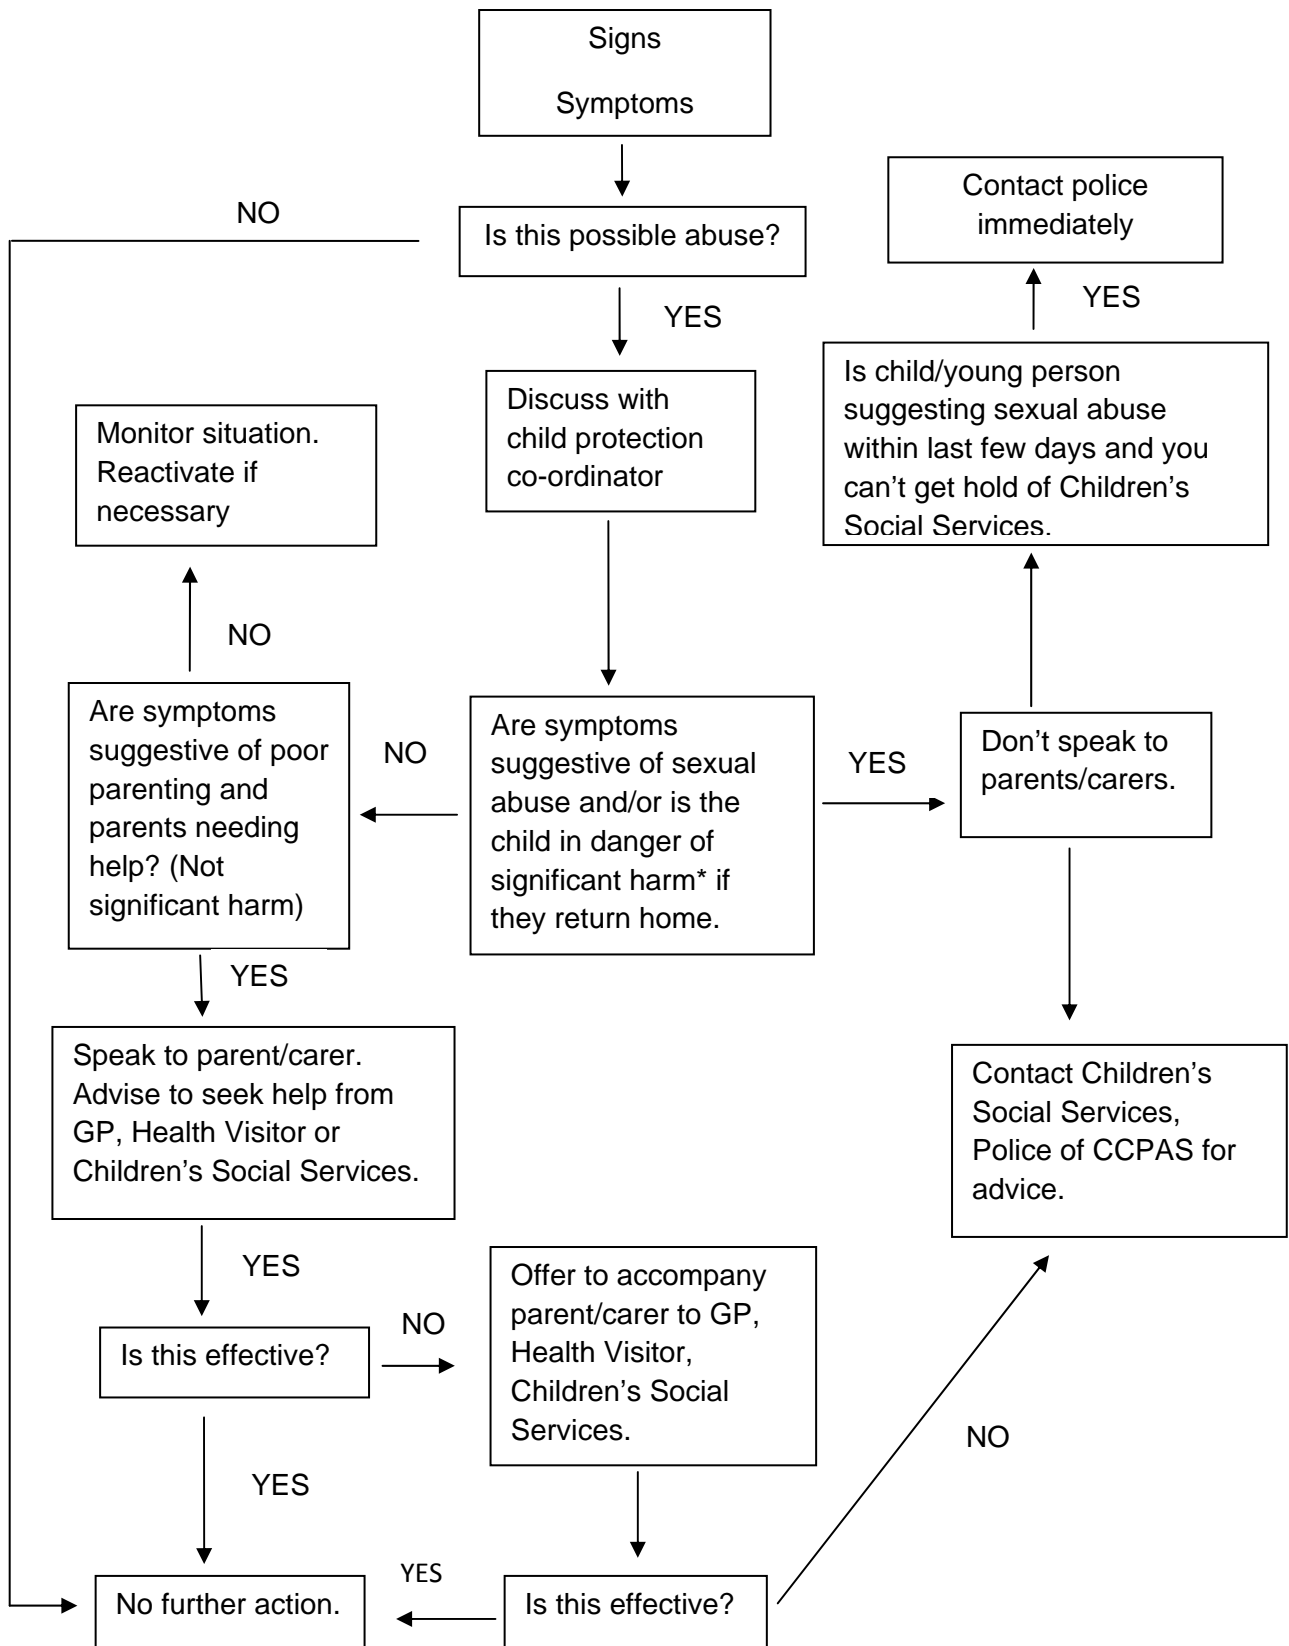 Signs
Symptoms
NO
Is this possible abuse?
Contact police
immediately
YES
YES
Is child/young person
suggesting sexual abuse
within last few days and you
can't get hold of Children's
Social Services.
Discuss with
child protection
co-ordinator
Monitor situation.
Reactivate if
necessary
NO
Are symptoms
suggestive of poor
parenting and
parents needing
help? (Not
significant harm)
NO
Are symptoms
suggestive of sexual
abuse and/or is the
child in danger of
significant harm* if
they return home.
YES
Don't speak to
parents/carers.
YES
Speak to parent/carer.
Advise to seek help from
GP, Health Visitor or
Children's Social Services.
Contact Children's
Social Services,
Police of CCPAS for
advice.
YES
Is this effective?
NO
Offer to accompany
parent/carer to GP,
Health Visitor,
Children's Social
Services.
NO
YES
No further action.
YES
Is this effective?